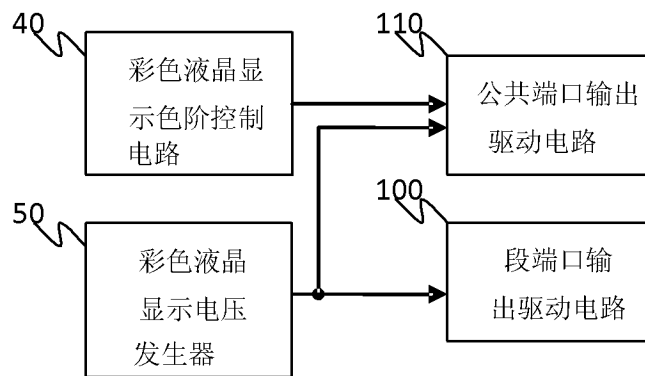 40
彩色液晶显
示色阶控制
电路
110
公共端口输出
驱动电路
50
彩色液晶
显示电压
发生器
100
段端口输
出驱动电路